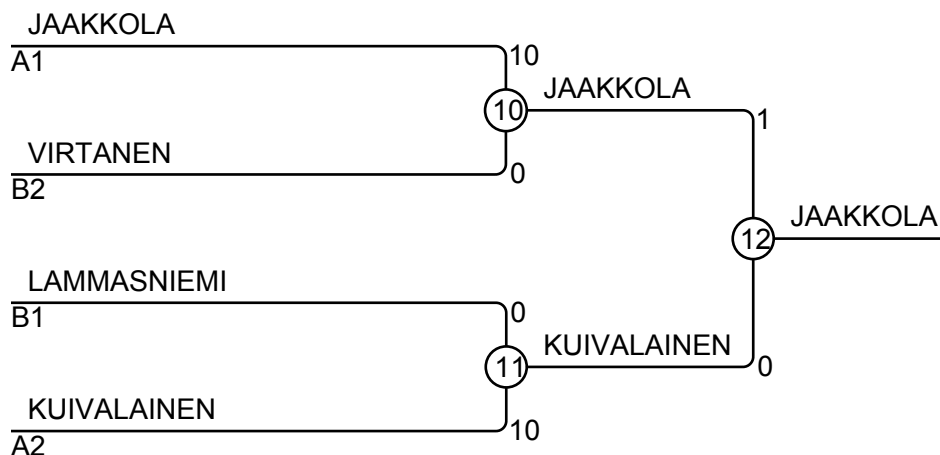 JAAKKOLA
A1
10
10
JAAKKOLA
1
VIRTANEN
B2
0
12
JAAKKOLA
LAMMASNIEMI
B1
0
11
KUIVALAINEN
0
KUIVALAINEN
A2
10